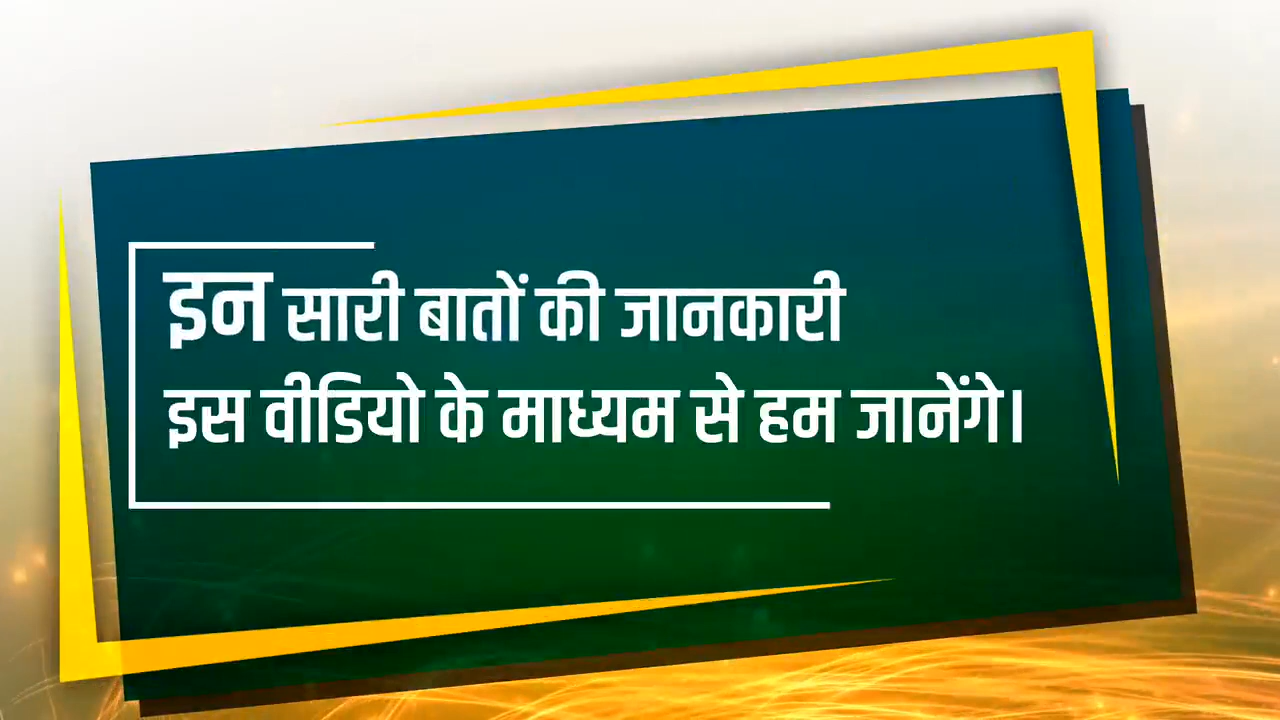 इन सारी बातों की जानकारी
इस वीडियो के माध्यम से हम जानेंगे।